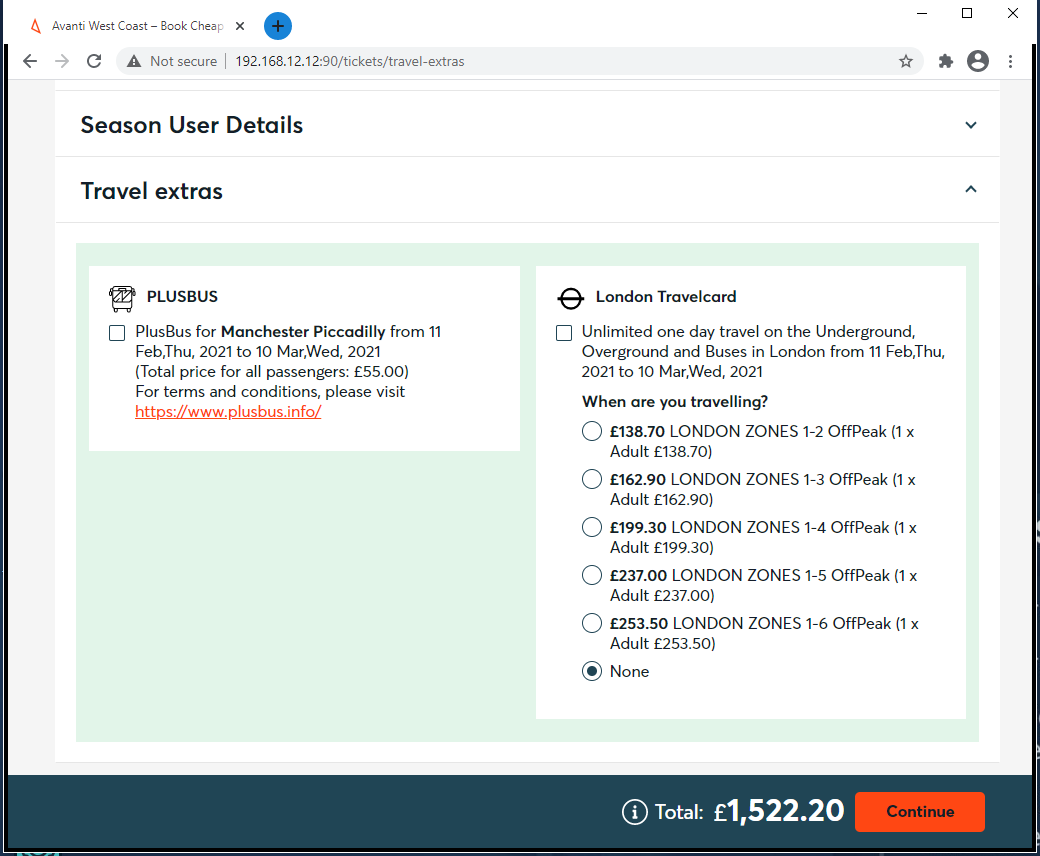 Avanti West Coast – Book Cheap
Not secure
192.168.12.12:90/tickets/travel-extras
Season User Details
Travel extras
PLUSBUS
PlusBus for Manchester Piccadilly from 11
Feb,Thu, 2021 to 10 Mar,Wed, 2021
(Total price for all passengers: £55.00)
For terms and conditions, please visit
https://www.plusbus.info/
London Travelcard
Unlimited one day travel on the Underground,
Overground and Buses in London from 11 Feb,Thu,
2021 to 10 Mar,Wed, 2021
When are you travelling?
£138.70 LONDON ZONES 1-2 OffPeak (1 x
Adult £138.70)
£162.90 LONDON ZONES 1-3 OffPeak (1 x
Adult £162.90)
£199.30 LONDON ZONES 1-4 OffPeak (1 x
Adult £199.30)
£237.00 LONDON ZONES 1-5 OffPeak (1 x
Adult £237.00)
£253.50 LONDON ZONES 1-6 OffPeak (1 x
Adult £253.50)
None
Total: £1,522.20
Continue